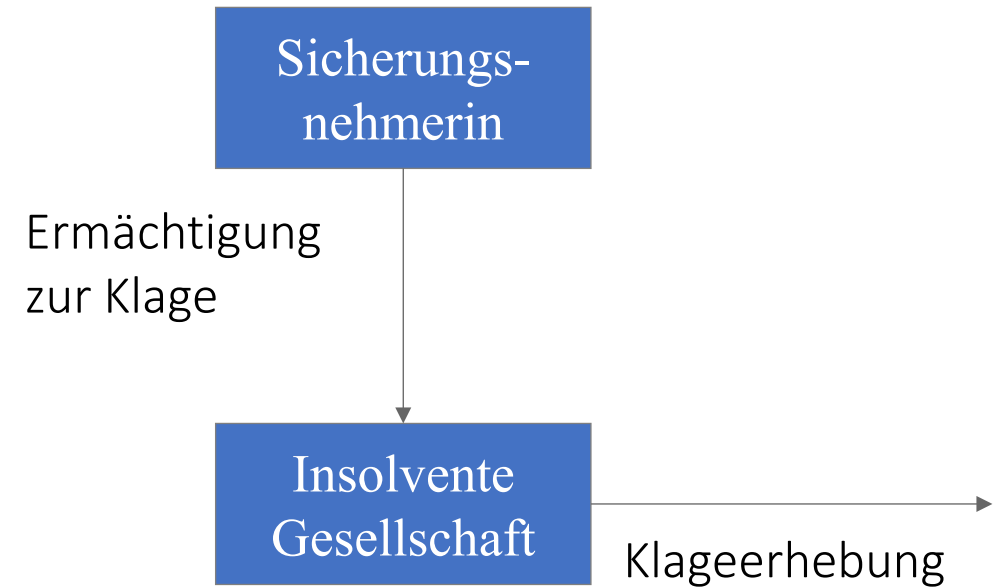 Sicherungs-
nehmerin
Ermächtigung
zur Klage
Insolvente
Gesellschaft
Klageerhebung